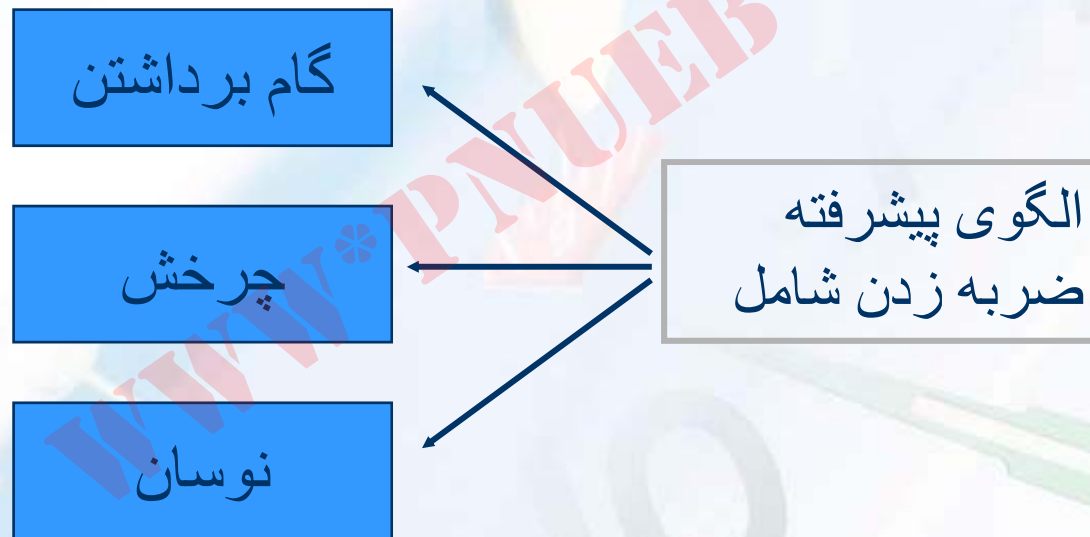 الگوی پیشرفته
ضربه زدن شامل
گام برداشتن
چرخش
نوسان
WWW*PNUEB